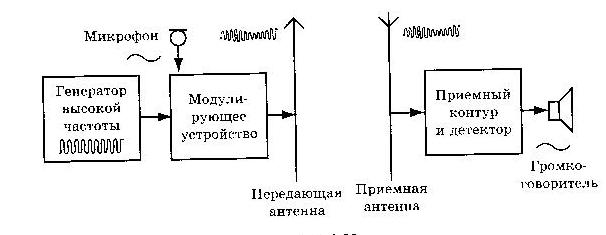 Микрофон
Генератор
высокой
частоты
Модули-
рующее
устройство
Передающая
антенна
Приемная
антенна
Приемный
контур
и детектор
Громко-
говоритель